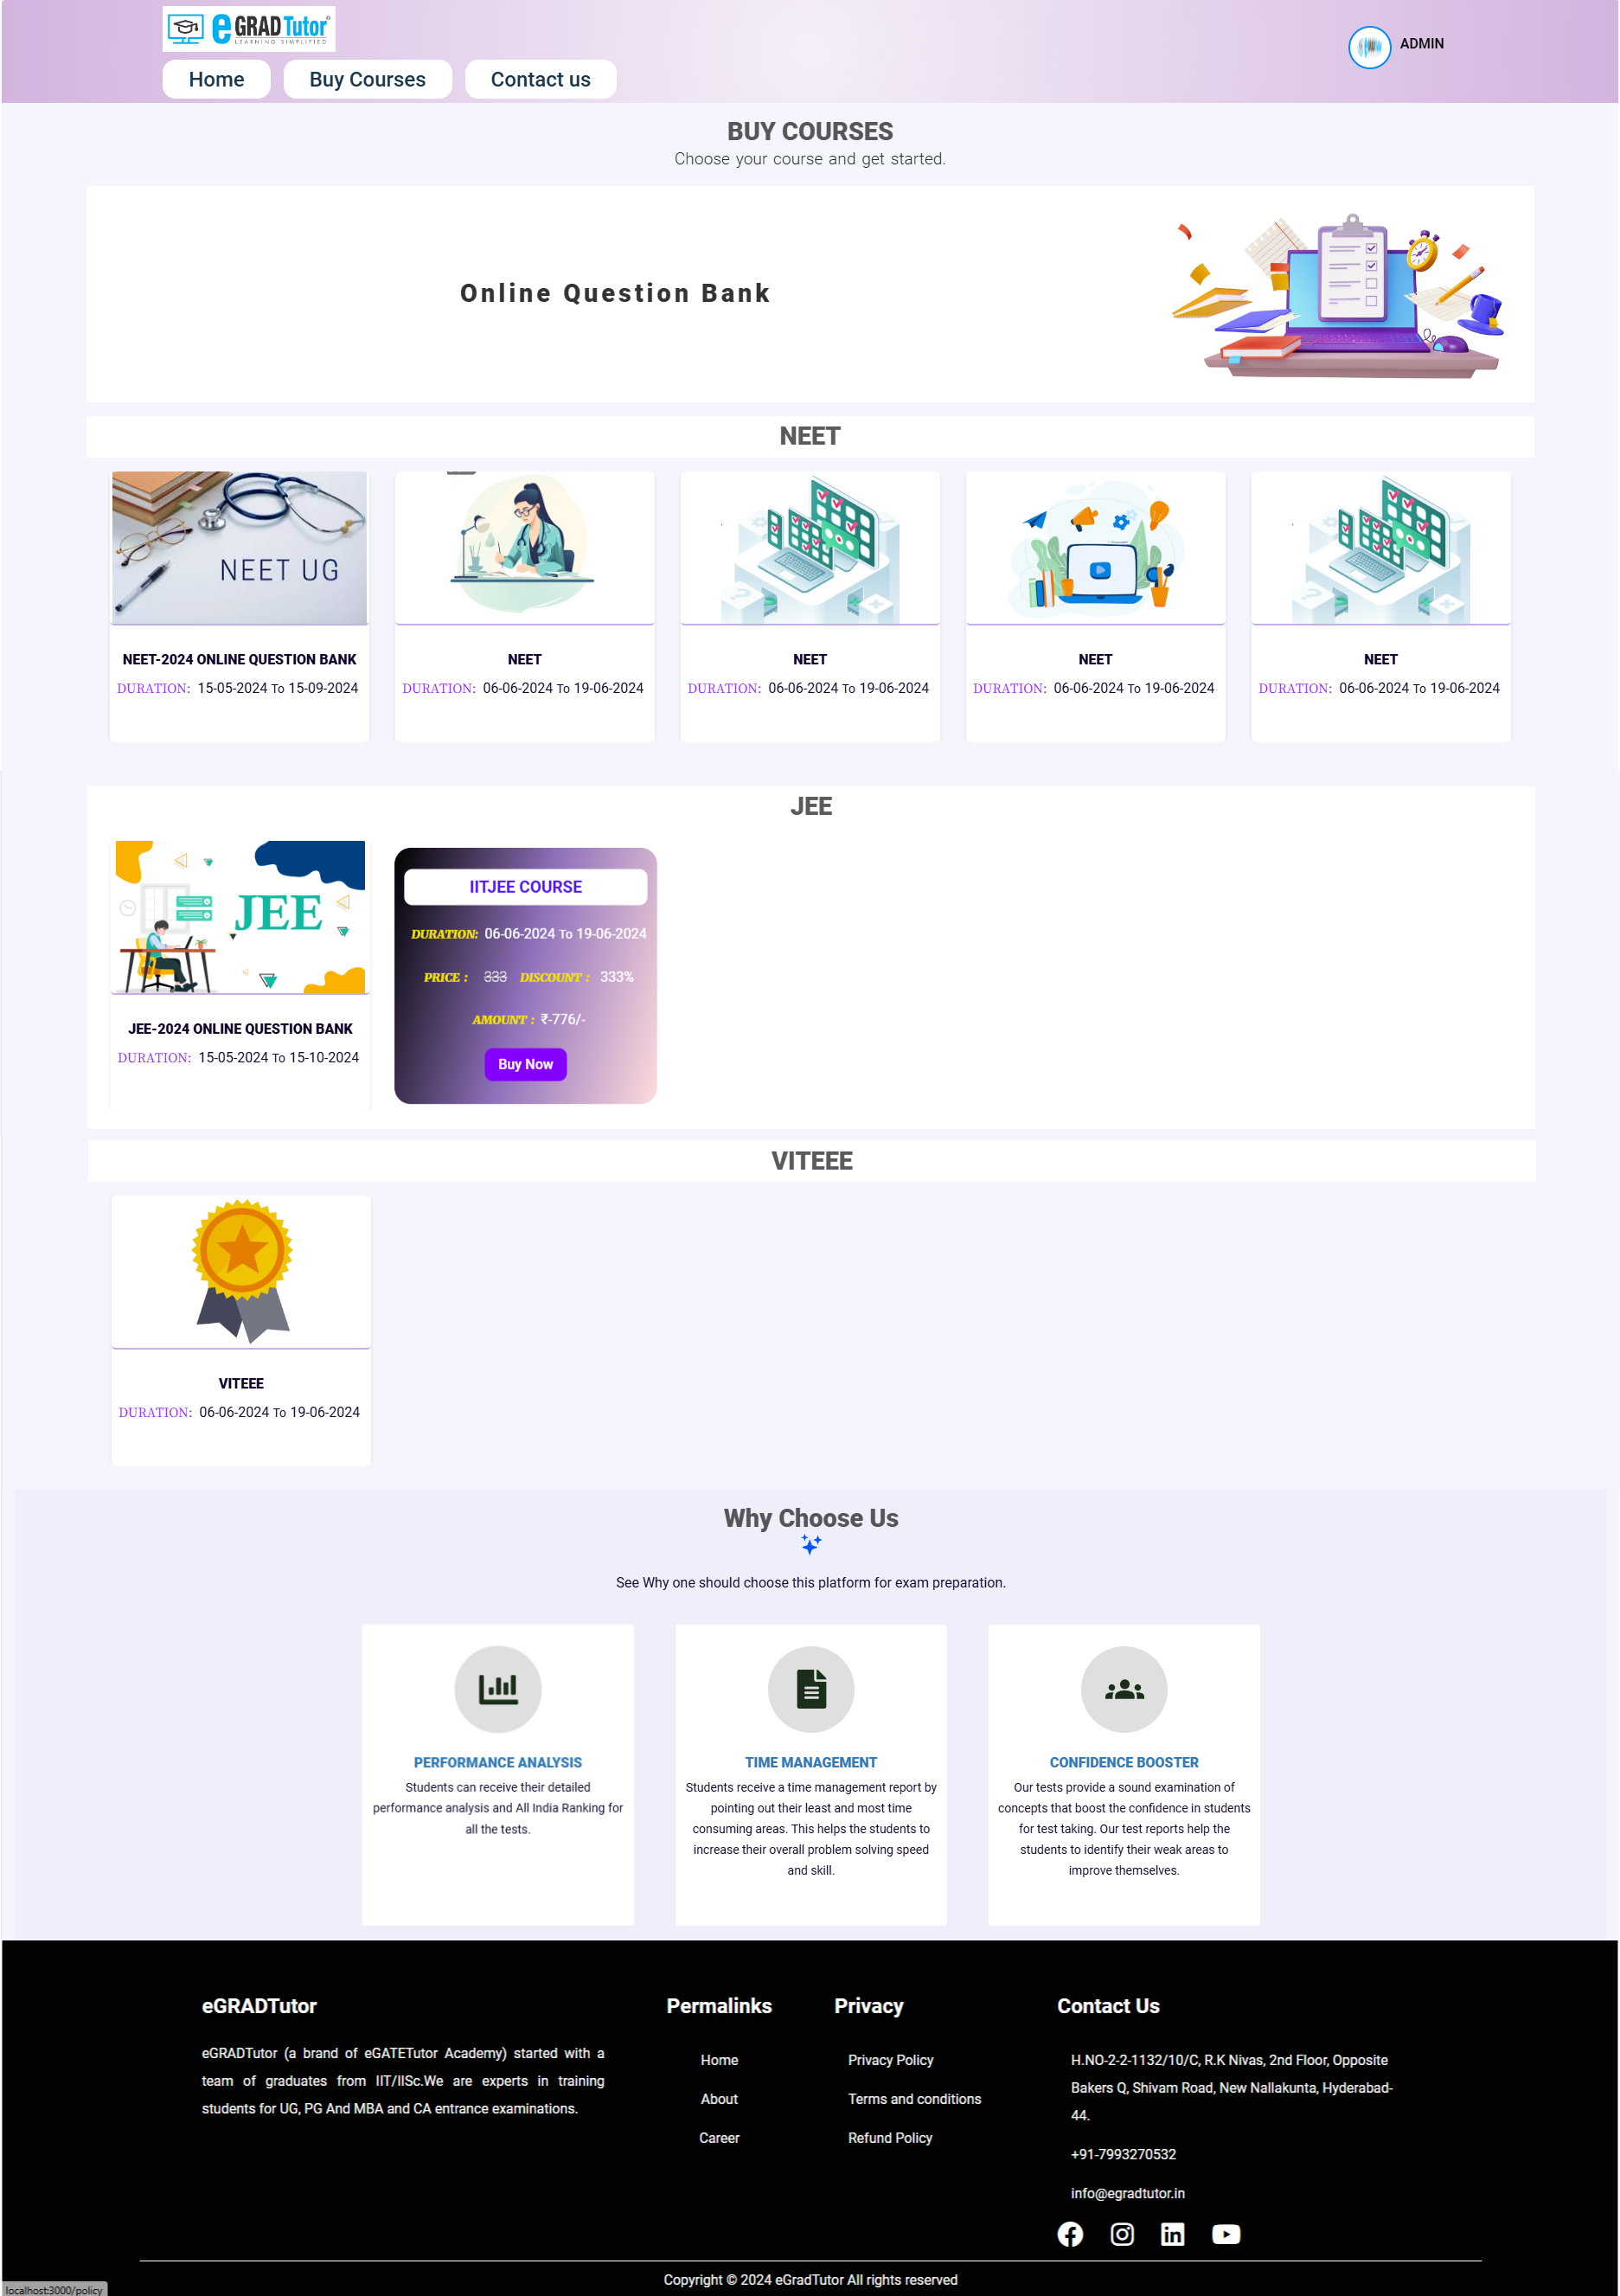 e GRAD Tutor®
LEARNING SIMPLIFIED
ADMIN
Home
Buy Courses
Contact us
BUY COURSES
Choose your course and get started.
Online Question Bank
NEET
NEET UG
NEET-2024 ONLINE QUESTION BANK
DURATION: 15-05-2024 To 15-09-2024
NEET
DURATION: 06-06-2024 To 19-06-2024
NEET
DURATION: 06-06-2024 To 19-06-2024
NEET
DURATION: 06-06-2024 To 19-06-2024
NEET
DURATION: 06-06-2024 To 19-06-2024
JEE
JEE
JEE-2024 ONLINE QUESTION BANK
DURATION: 15-05-2024 To 15-10-2024
IITJEE COURSE
DURATION: 06-06-2024 To 19-06-2024
PRICE : 333 DISCOUNT : 333%
AMOUNT : ₹-776/-
Buy Now
VITEEE
VITEEE
DURATION: 06-06-2024 To 19-06-2024
Why Choose Us
See Why one should choose this platform for exam preparation.
PERFORMANCE ANALYSIS
Students can receive their detailed
performance analysis and All India Ranking for
all the tests.
TIME MANAGEMENT
Students receive a time management report by
pointing out their least and most time
consuming areas. This helps the students to
increase their overall problem solving speed
and skill.
CONFIDENCE BOOSTER
Our tests provide a sound examination of
concepts that boost the confidence in students
for test taking. Our test reports help the
students to identify their weak areas to
improve themselves.
eGRADTutor
eGRADTutor (a brand of eGATETutor Academy) started with a
team of graduates from IIT/IISc.We are experts in training
students for UG, PG And MBA and CA entrance examinations.
Permalinks
Home
About
Career
Privacy
Privacy Policy
Terms and conditions
Refund Policy
Contact Us
H.NO-2-2-1132/10/C, R.K Nivas, 2nd Floor, Opposite
Bakers Q, Shivam Road, New Nallakunta, Hyderabad-
44.
+91-7993270532
info@egradtutor.in
Copyright © 2024 eGradTutor All rights reserved
localhost:3000/policy